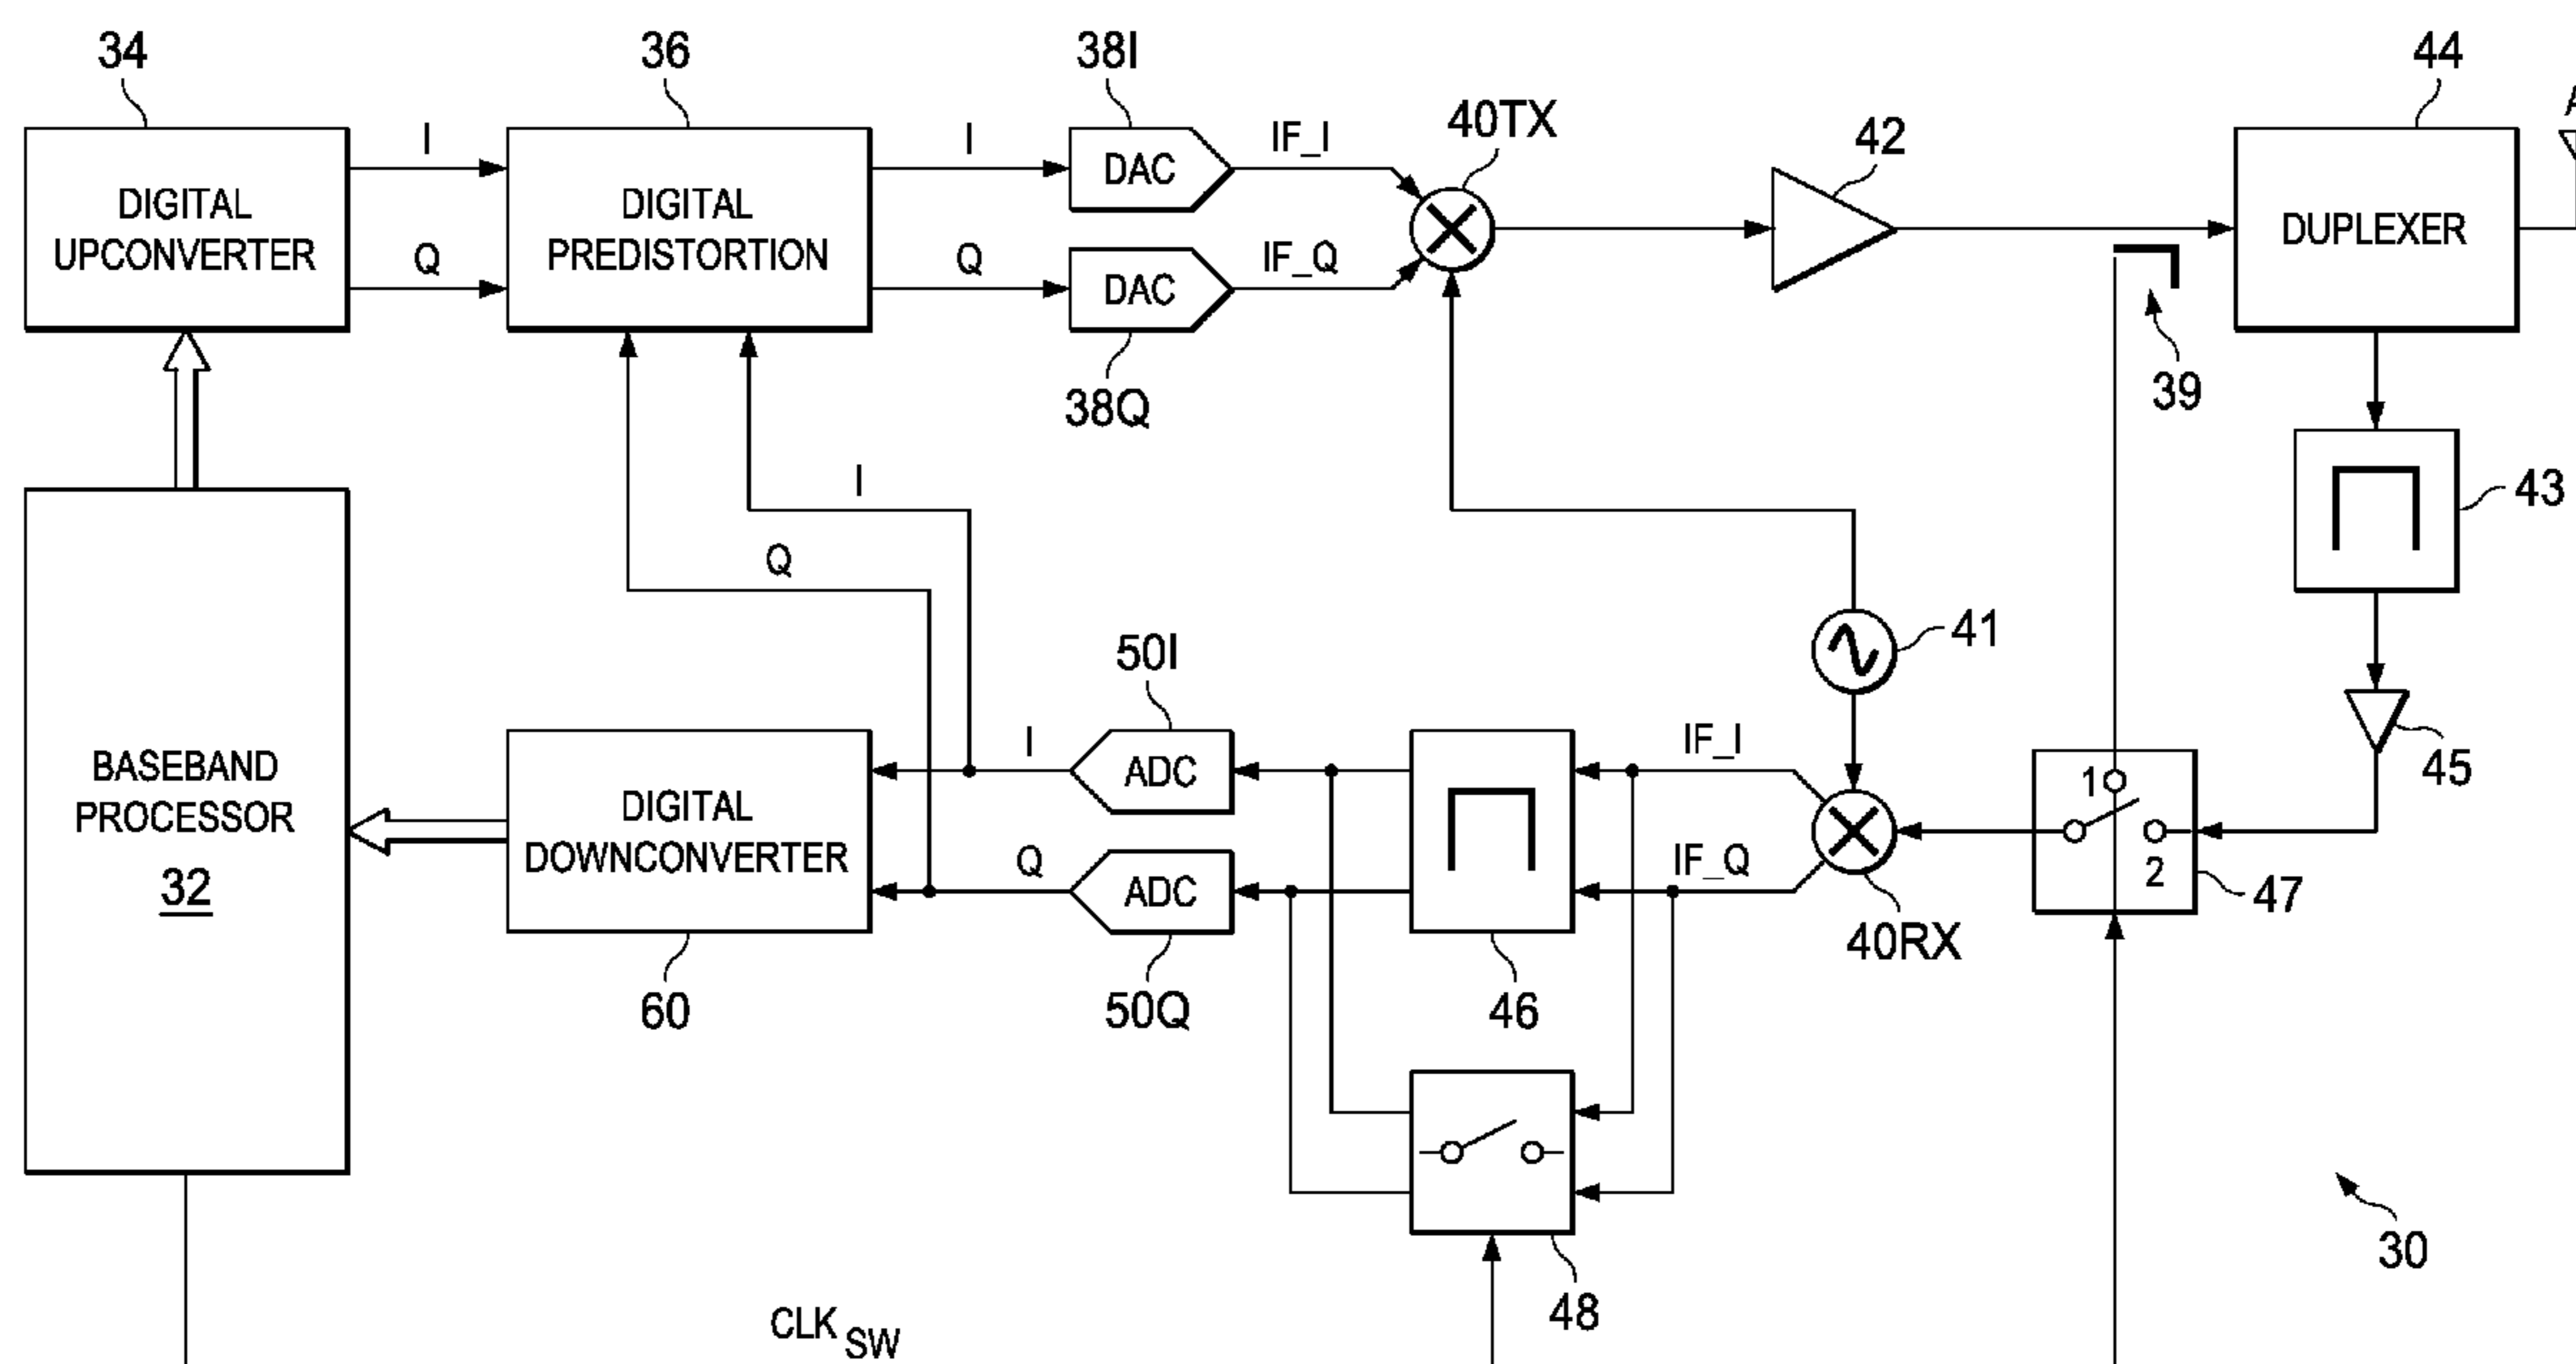 34
36
38I
44
40TX
42
I
I
DAC
IF_I
DIGITAL
UPCONVERTER
DIGITAL
PREDISTORTION
DUPLEXER
Q
Q
DAC
IF_Q
38Q
39
I
43
Q
41
50I
I
ADC
IF_I
45
BASEBAND
PROCESSOR
32
DIGITAL
DOWNCONVERTER
1
2
Q
ADC
IF_Q
47
40RX
60
50Q
46
30
48
CLK SW